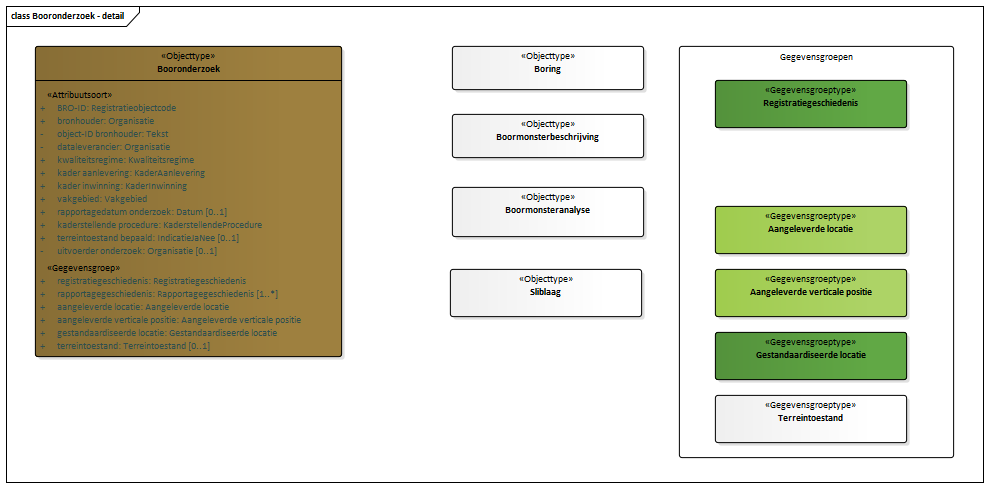 class Booronderzoek - detail
«Objecttype»
Booronderzoek
«Attribuutsoort»
+ BRO-ID: Registratieobjectcode
+ bronhouder: Organisatie
- object-ID bronhouder: Tekst
- dataleverancier: Organisatie
+ kwaliteitsregime: Kwaliteitsregime
+ kader aanlevering: KaderAanlevering
+ kader inwinning: KaderInwinning
+ vakgebied: Vakgebied
+ rapportagedatum onderzoek: Datum [0..1]
+ kaderstellende procedure: KaderstellendeProcedure
+ terreintoestand bepaald: IndicatieJaNee [0..1]
- uitvoerder onderzoek: Organisatie [0..1]
«Gegevensgroep»
+ registratiegeschiedenis: Registratiegeschiedenis
+ rapportagegeschiedenis: Rapportagegeschiedenis [1..*]
+ aangeleverde locatie: Aangeleverde locatie
+ aangeleverde verticale positie: Aangeleverde verticale positie
+ gestandaardiseerde locatie: Gestandaardiseerde locatie
+ terreintoestand: Terreintoestand [0..1]
«Objecttype»
Boring
«Objecttype»
Boormonsterbeschrijving
«Objecttype»
Boormonsteranalyse
«Objecttype»
Sliblaag
Gegevensgroepen
«Gegevensgroeptype»
Registratiegeschiedenis
«Gegevensgroeptype»
Aangeleverde locatie
«Gegevensgroeptype»
Aangeleverde verticale positie
«Gegevensgroeptype»
Gestandaardiseerde locatie
«Gegevensgroeptype»
Terreintoestand